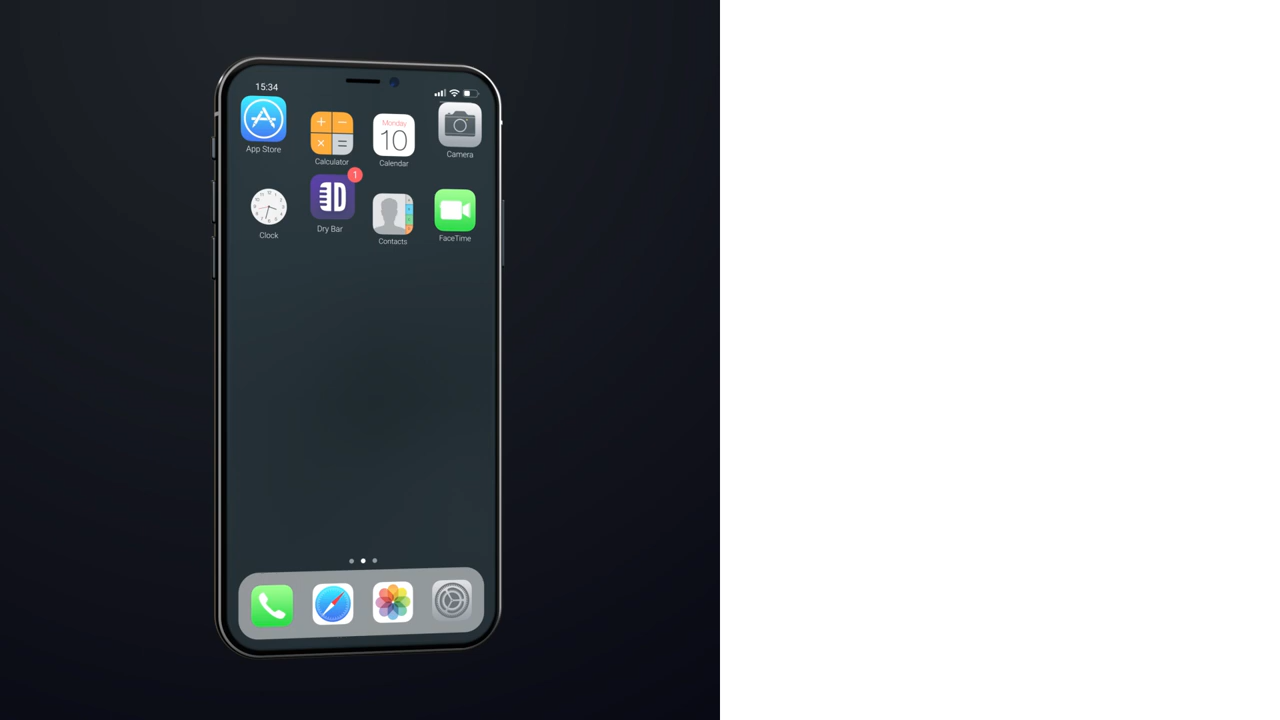 15:34
App Store
Calculator
Monday
10
Calendar
Camera
Clock
1
Dry Bar
Contacts
FaceTime